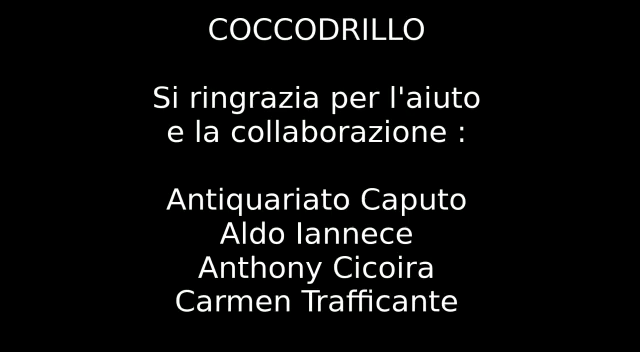 COCCODRILLO
Si ringrazia per l'aiuto
e la collaborazione :
Antiquariato Caputo
Aldo Iannece
Anthony Cicoira
Carmen Trafficante